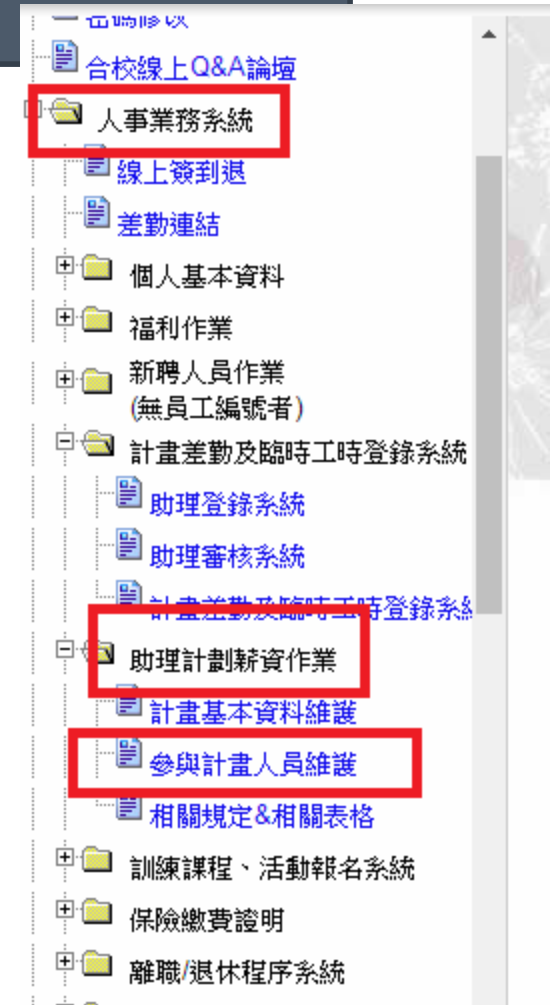 密碼修改
合校線上Q&A論壇
人事業務系統
線上簽到退
差勤連結
個人基本資料
福利作業
新聘人員作業
(無員工編號者)
計畫差勤及臨時工時登錄系統
助理登錄系統
助理審核系統
計畫差勤及臨時工時登錄系統
助理計劃薪資作業
計畫基本資料維護
參與計畫人員維護
相關規定&相關表格
訓練課程、活動報名系統
保險繳費證明
離職/退休程序系統